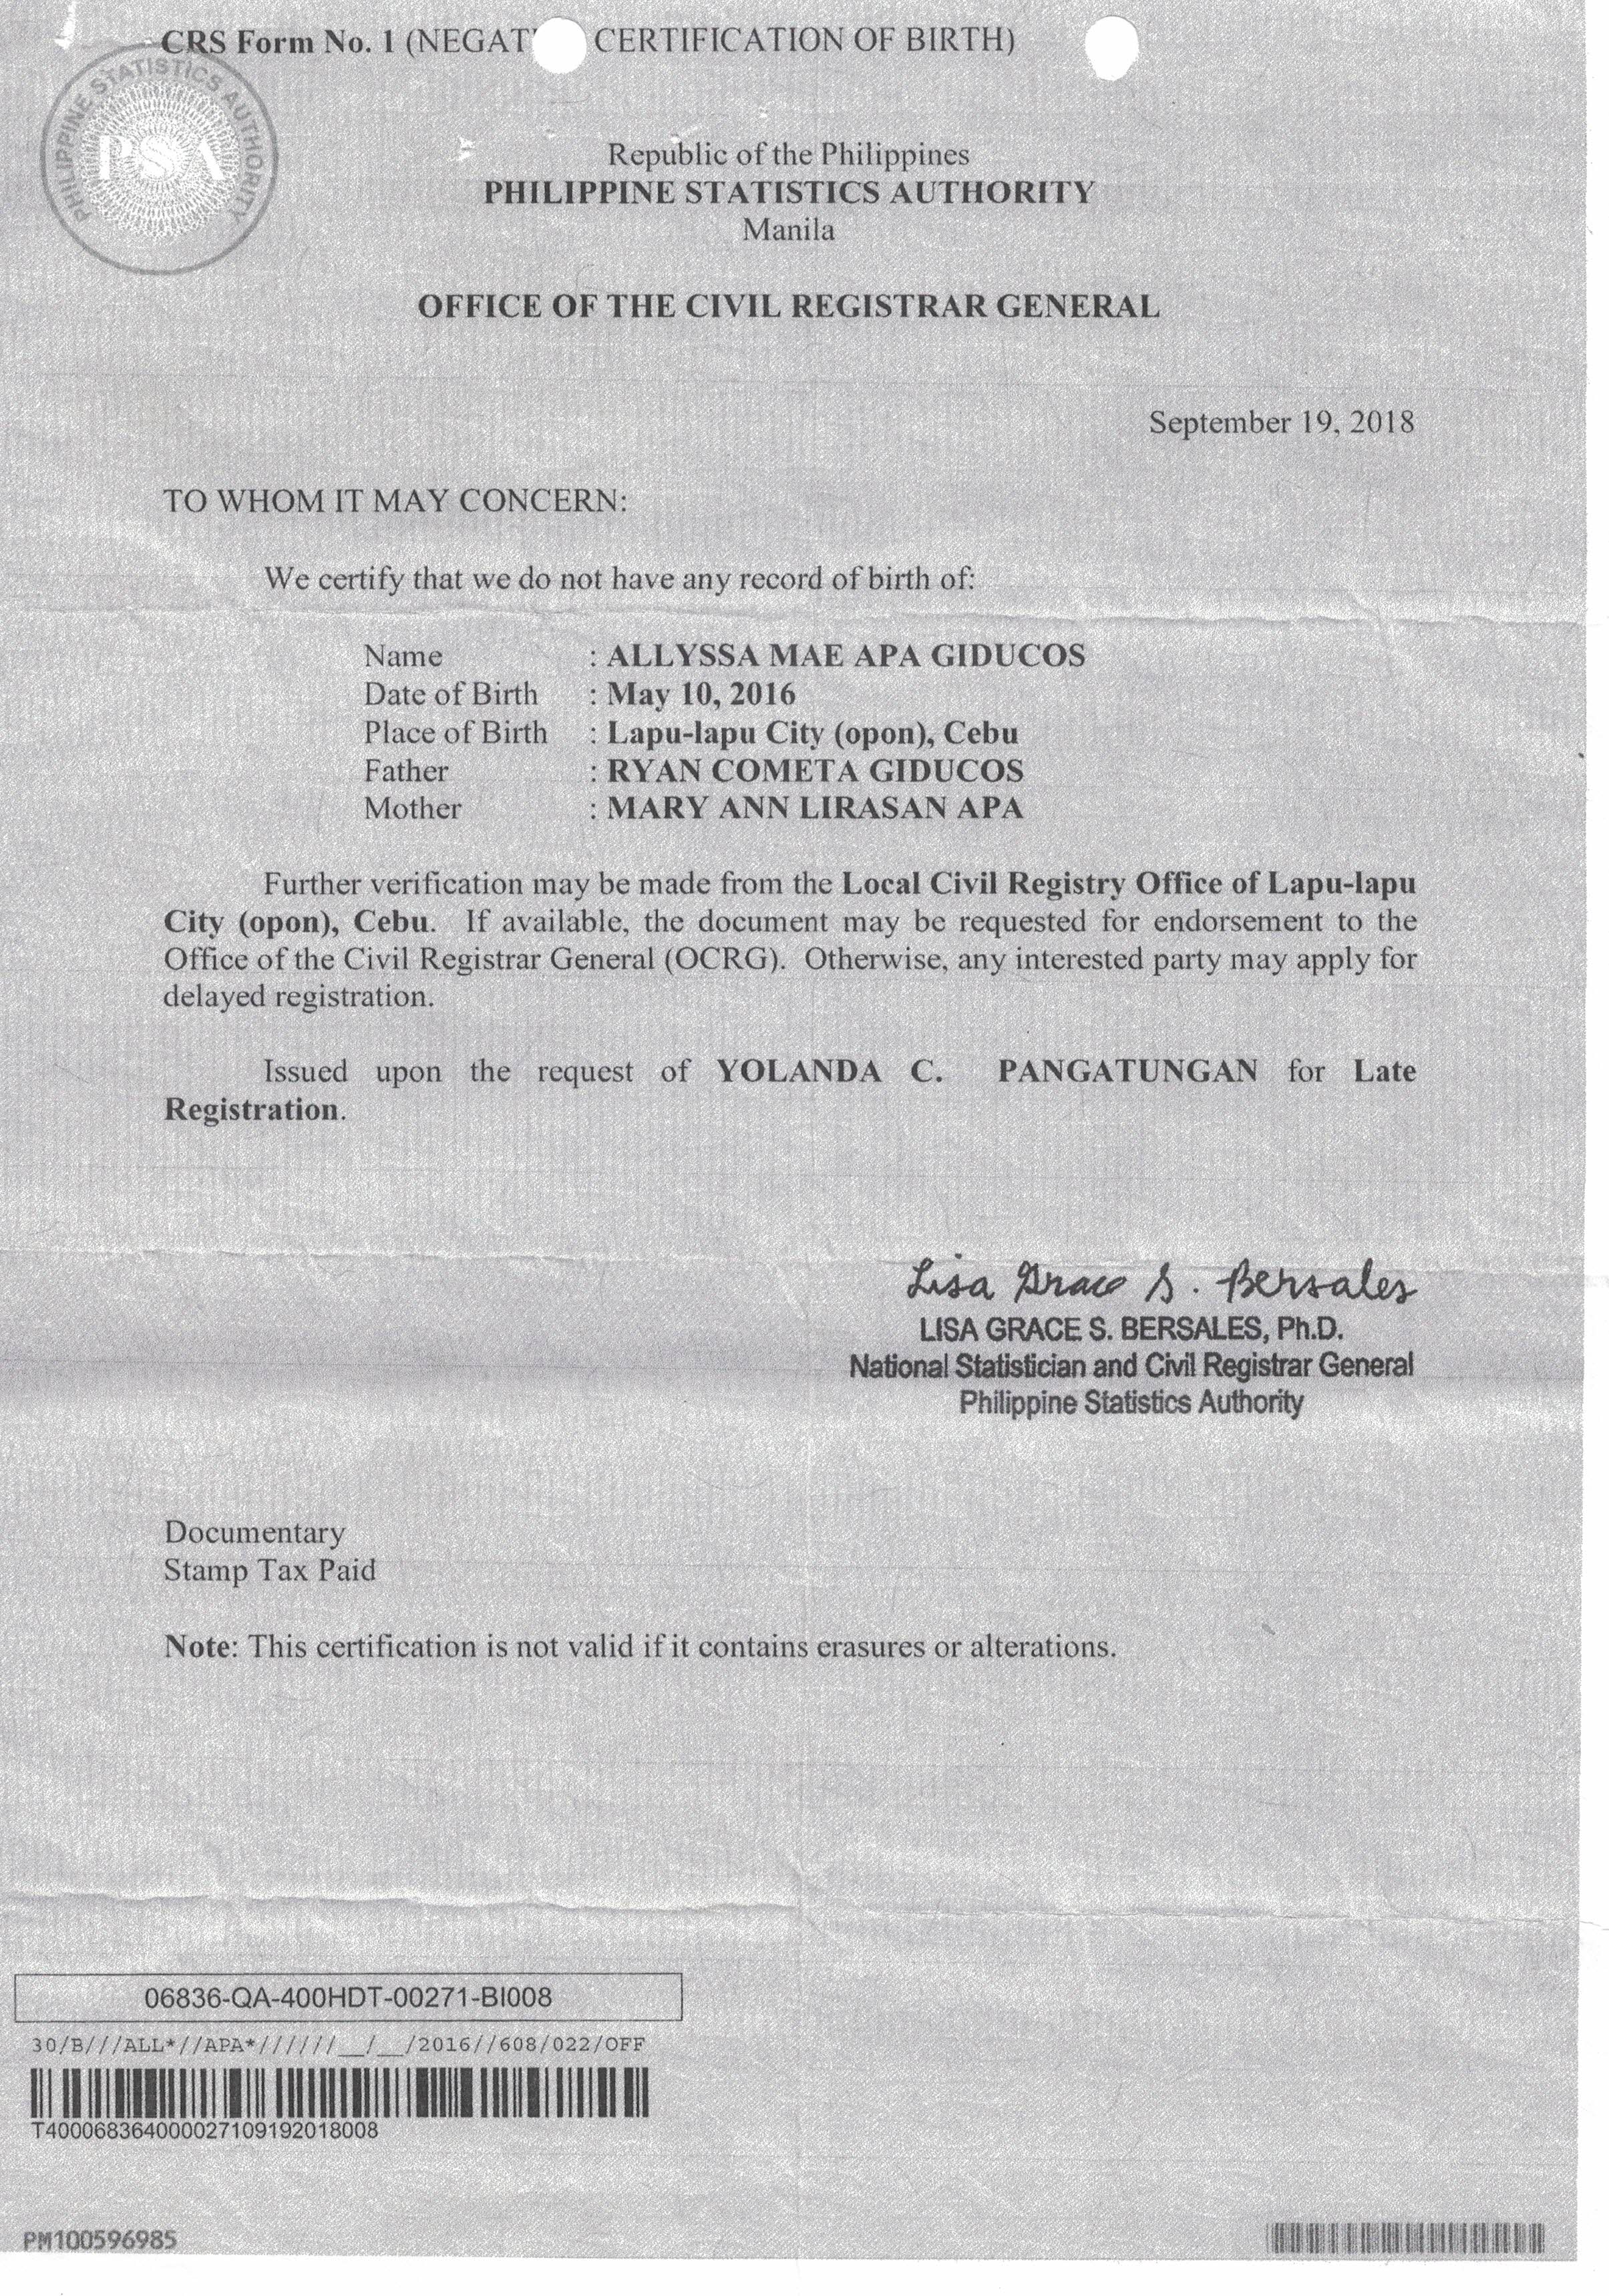 CRS Form No. 1 (NEGAT CERTIFICATION OF BIRTH)
PHILIPPINE STATISTICS AUTHORITY
PSA
Republic of the Philippines
PHILIPPINE STATISTICS AUTHORITY
Manila
OFFICE OF THE CIVIL REGISTRAR GENERAL
September 19, 2018
TO WHOM IT MAY CONCERN:
We certify that we do not have any record of birth of:
Name : ALLYSSA MAE APA GIDUCOS
Date of Birth : May 10, 2016
Place of Birth : Lapu-lapu City (opon), Cebu
Father : RYAN COMETA GIDUCOS
Mother : MARY ANN LIRASAN APA
Further verification may be made from the Local Civil Registry Office of Lapu-lapu
City (opon), Cebu. If available, the document may be requested for endorsement to the
Office of the Civil Registrar General (OCRG). Otherwise, any interested party may apply for
delayed registration.
Issued upon the request of YOLANDA C. PANGATUNGAN for Late
Registration.
Lisa Grace S. Bersales
LISA GRACE S. BERSALES, Ph.D.
National Statistician and Civil Registrar General
Philippine Statistics Authority
Documentary
Stamp Tax Paid
Note: This certification is not valid if it contains erasures or alterations.
06836-QA-400HDT-00271-BI008
30/B///ALL*//APA*//////__/__/2016//608/022/OFF
T400068364000027109192018008
PM100596985